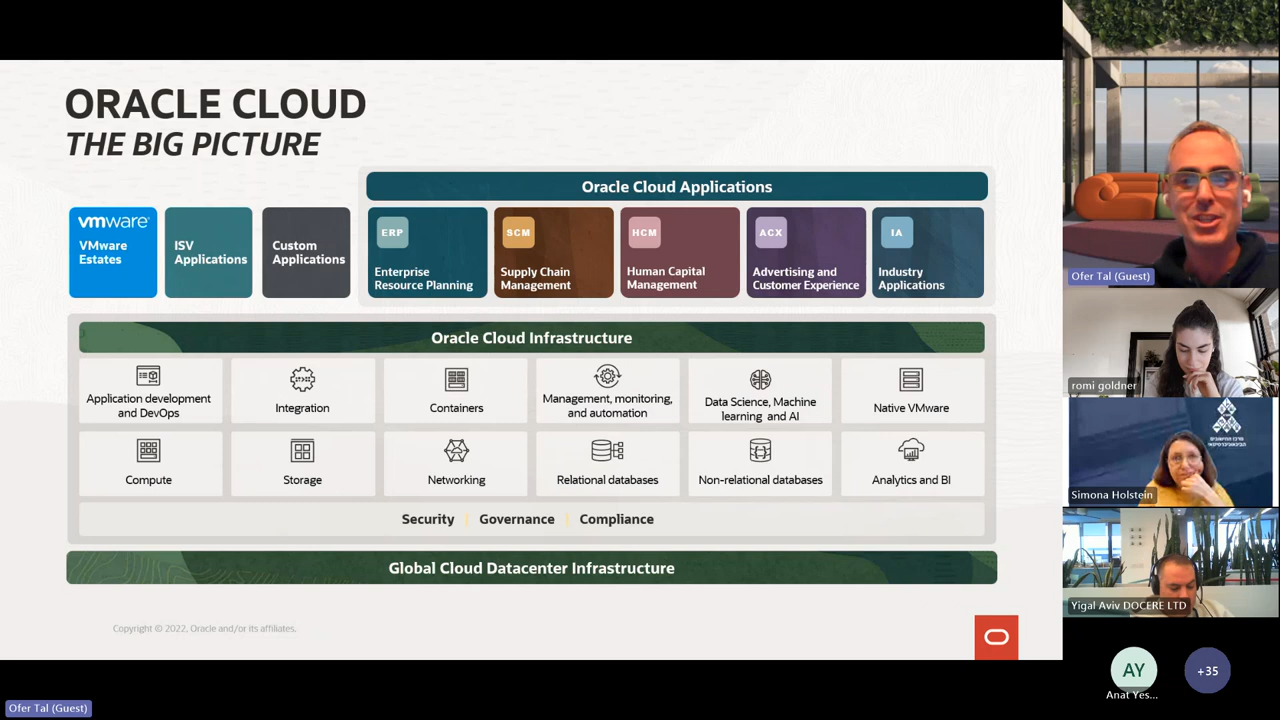 ORACLE CLOUD
THE BIG PICTURE
Oracle Cloud Applications
vmware
VMware
Estates
ISV
Applications
Custom
Applications
ERP
Enterprise
Resource Planning
SCM
Supply Chain
Management
HCM
Human Capital
Management
ACX
Advertising and
Customer Experience
IA
Industry
Applications
Oracle Cloud Infrastructure
Application development
and DevOps
Integration
Containers
Management, monitoring,
and automation
Data Science, Machine
learning and AI
Native VMware
Compute
Storage
Networking
Relational databases
Non-relational databases
Analytics and BI
Security | Governance | Compliance
Global Cloud Datacenter Infrastructure
Copyright © 2022, Oracle and/or its affiliates.
Ofer Tal (Guest)
Ofer Tal (Guest)
romi goldner
Simona Holstein
Yigal Aviv DOCERE LTD
AY
Anat Yes...
+35